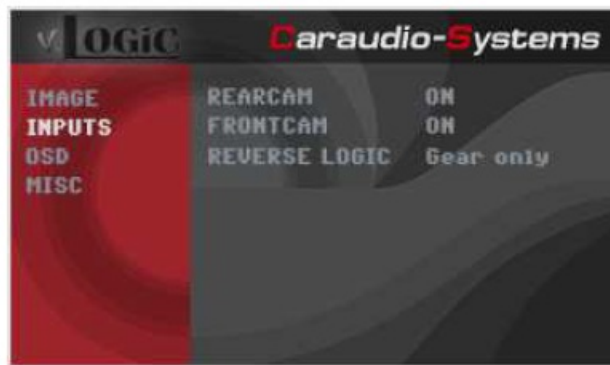 v.LOGiC Caraudio-Systems
IMAGE REARCAM ON
INPUTS FRONTCAM ON
OSD REVERSE LOGIC Gear only
MISC